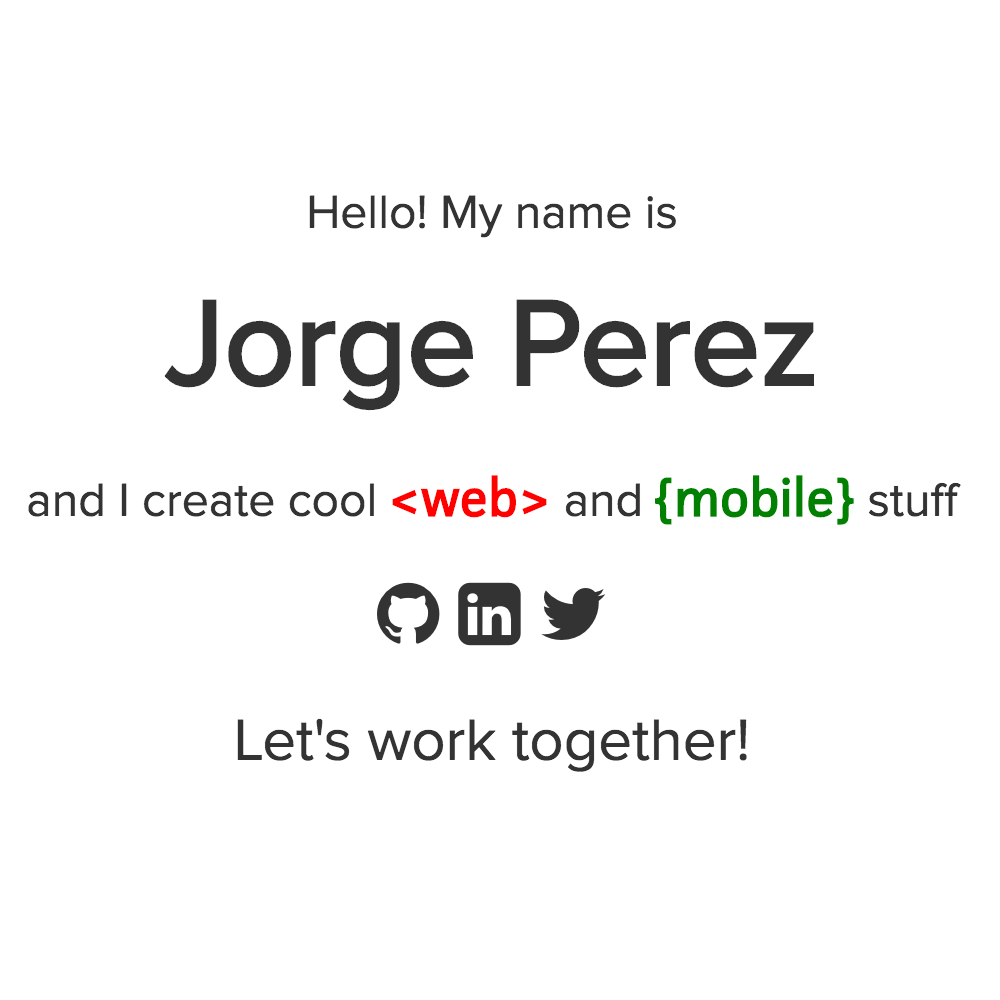 Hello! My name is
Jorge Perez
and I create cool <web> and {mobile} stuff
in
Let's work together!